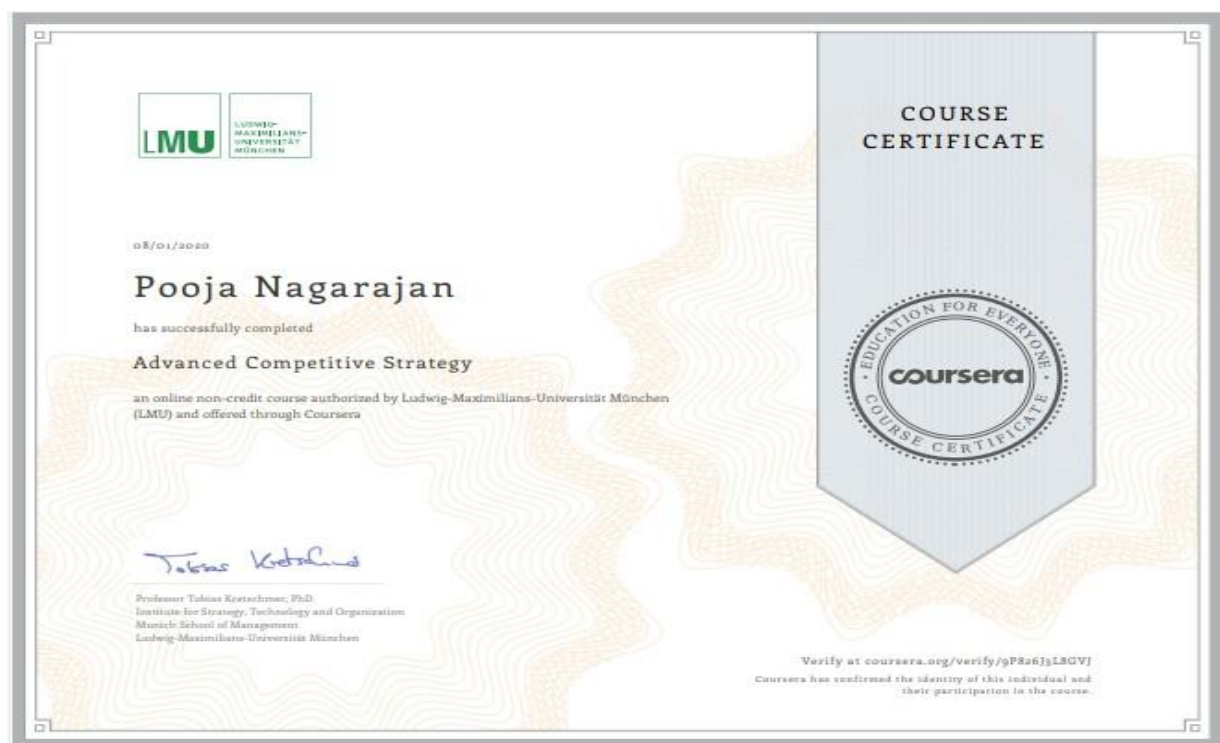 LMU
LUDWIG-
MAXIMILIANS-
UNIVERSITÄT
MÜNCHEN
COURSE
CERTIFICATE
08/01/2020
Pooja Nagarajan
has successfully completed
Advanced Competitive Strategy
an online non-credit course authorized by Ludwig-Maximilians-Universität München
(LMU) and offered through Coursera
EDUCATION FOR EVERYONE
coursera
COURSE CERTIFICATE
Tobias Kretschmer
Professor Tobias Kretschmer, PhD
Institute for Strategy, Technology and Organization
Munich School of Management
Ludwig-Maximilians-Universität München
Verify at coursera.org/verify/9P826J3L8GVJ
Coursera has confirmed the identity of this individual and
their participation in the course.